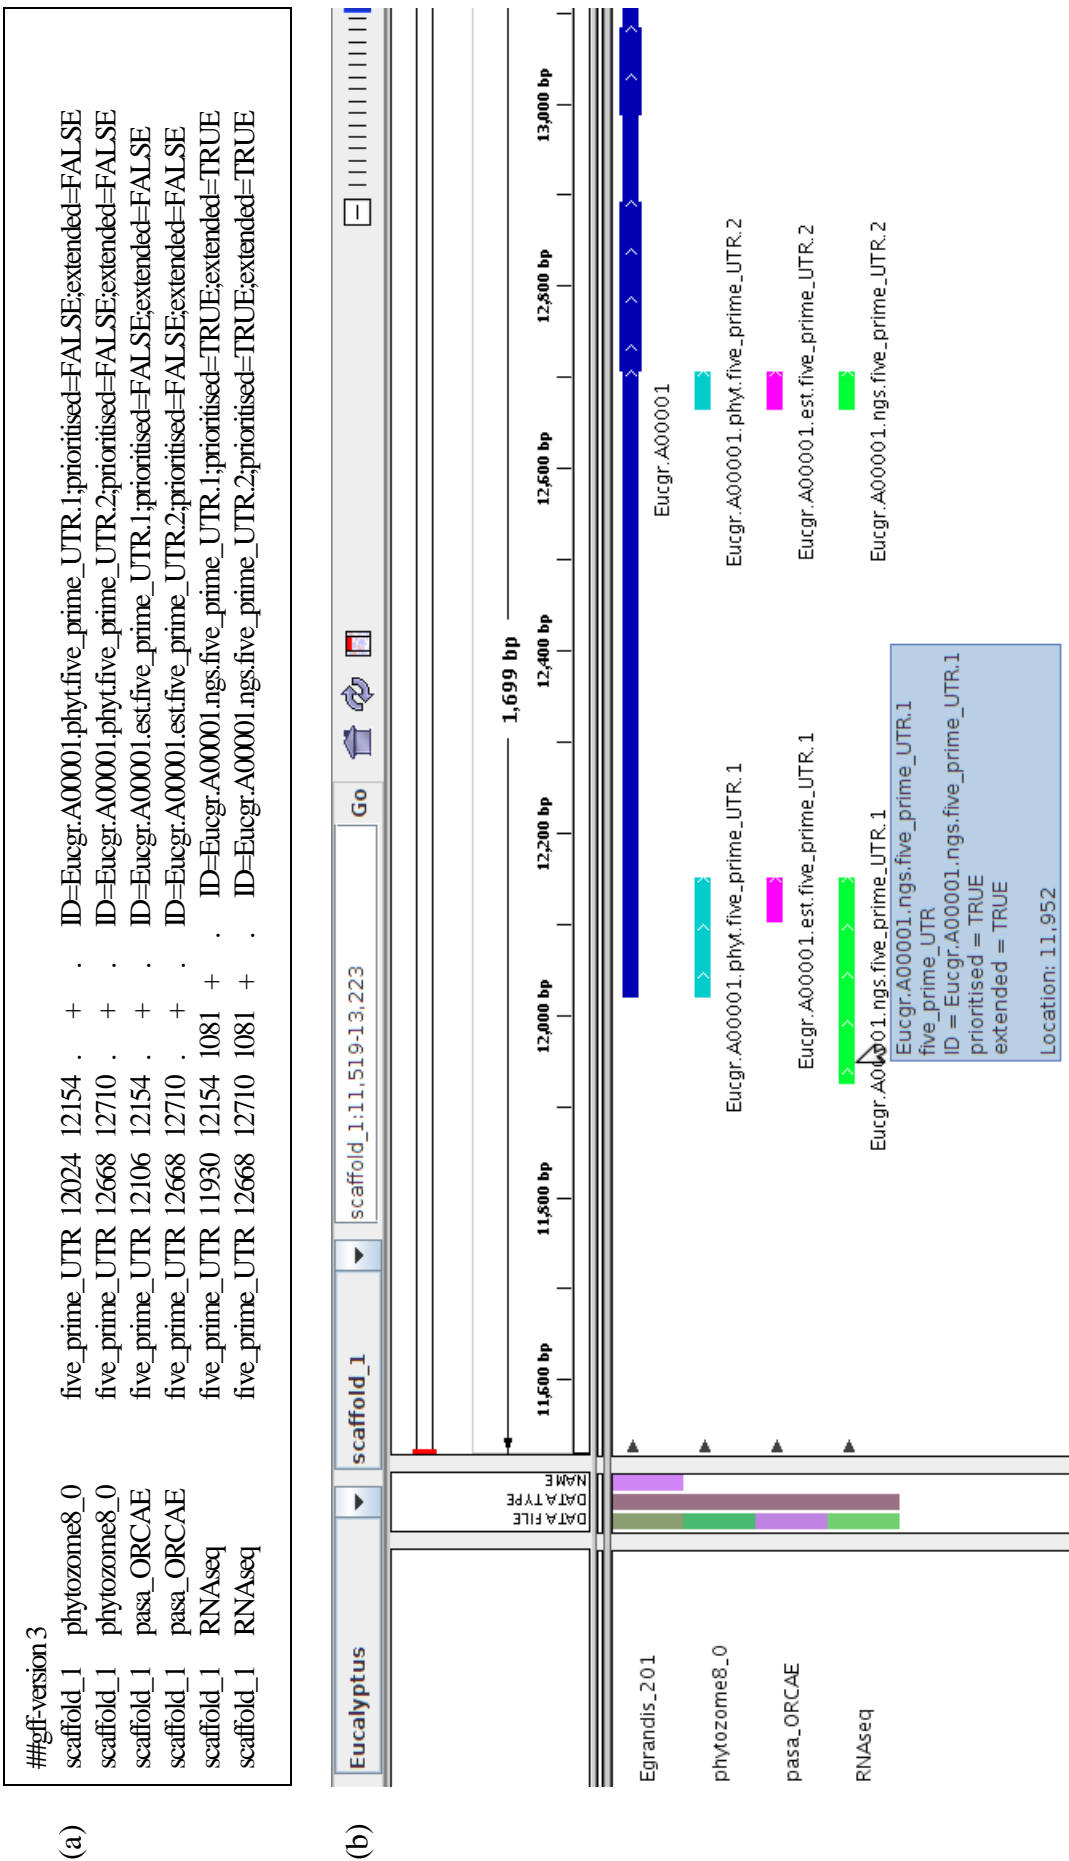 (a)
##gff-version 3
scaffold_1 phytozome8_0 five_prime_UTR 12024 12154 . + . ID=Eucgr.A00001.phyt.five_prime_UTR.1;prioritised=FALSE;extended=FALSE
scaffold_1 phytozome8_0 five_prime_UTR 12668 12710 . + . ID=Eucgr.A00001.phyt.five_prime_UTR.2;prioritised=FALSE;extended=FALSE
scaffold_1 pasa_ORCAE five_prime_UTR 12106 12154 . + . ID=Eucgr.A00001.est.five_prime_UTR.1;prioritised=FALSE;extended=FALSE
scaffold_1 pasa_ORCAE five_prime_UTR 12668 12710 . + . ID=Eucgr.A00001.est.five_prime_UTR.2;prioritised=FALSE;extended=FALSE
scaffold_1 RNAseq five_prime_UTR 11930 12154 1081 + . ID=Eucgr.A00001.ngs.five_prime_UTR.1;prioritised=TRUE;extended=TRUE
scaffold_1 RNAseq five_prime_UTR 12668 12710 1081 + . ID=Eucgr.A00001.ngs.five_prime_UTR.2;prioritised=TRUE;extended=TRUE
(b)
Eucalyptus scaffold_1 scaffold_1:11,519-13,223 Go
1,699 bp
11,600 bp 11,800 bp 12,000 bp 12,200 bp 12,400 bp 12,600 bp 12,800 bp 13,000 bp
DATA FILE
DATA TYPE
NAME
Egrandis_201
Eucgr.A00001
phytozome8_0
Eucgr.A00001.phyt.five_prime_UTR.1 Eucgr.A00001.phyt.five_prime_UTR.2
pasa_ORCAE
Eucgr.A00001.est.five_prime_UTR.1 Eucgr.A00001.est.five_prime_UTR.2
RNAseq
Eucgr.A00001.ngs.five_prime_UTR.1 Eucgr.A00001.ngs.five_prime_UTR.2
Eucgr.A00001.ngs.five_prime_UTR.1
five_prime_UTR
ID = Eucgr.A00001.ngs.five_prime_UTR.1
prioritised = TRUE
extended = TRUE
Location: 11,952